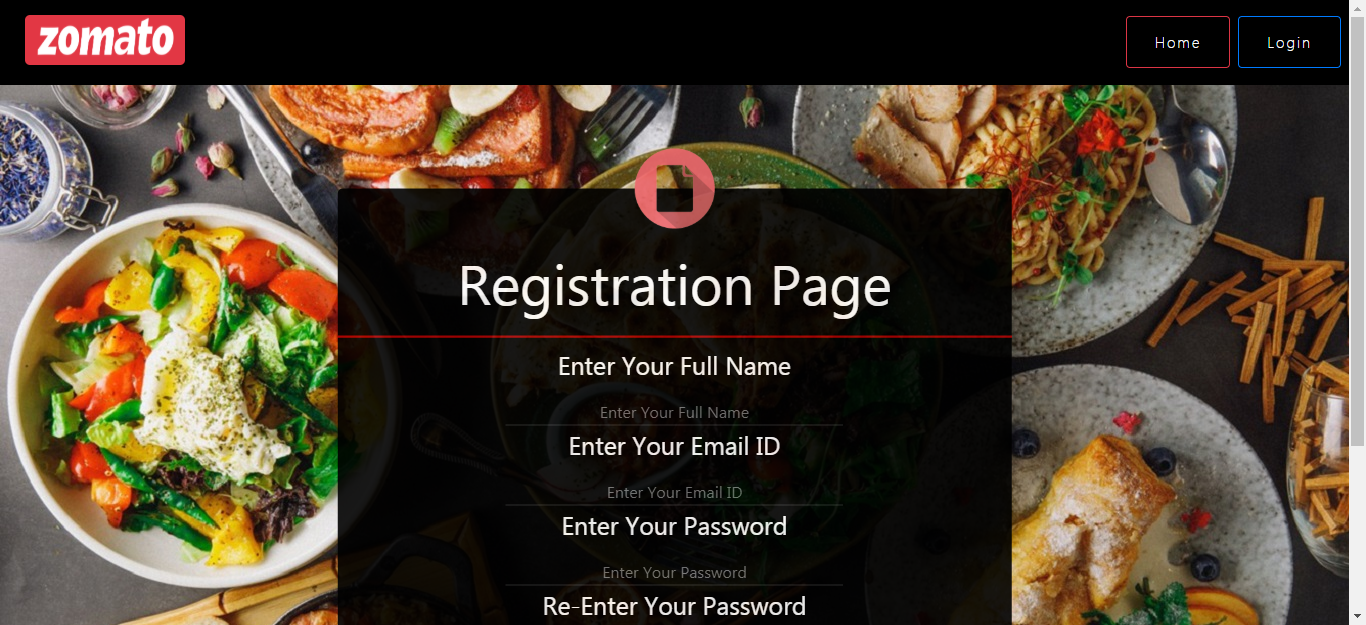 zomato
Home
Login
Registration Page
Enter Your Full Name
Enter Your Full Name
Enter Your Email ID
Enter Your Email ID
Enter Your Password
Enter Your Password
Re-Enter Your Password